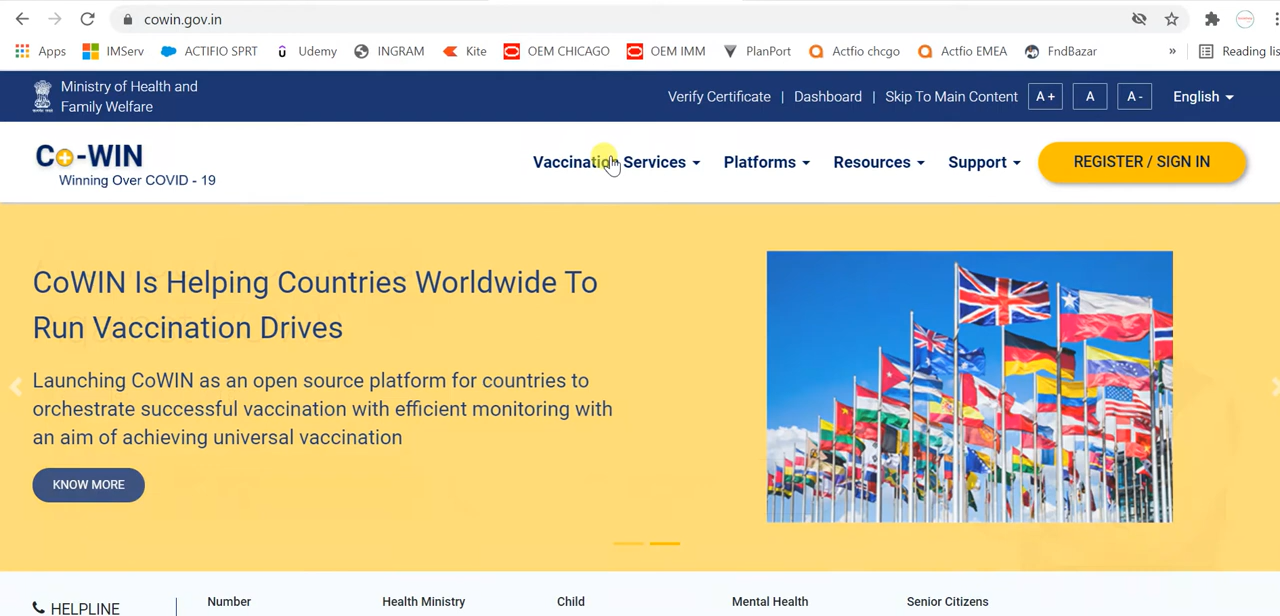 cowin.gov.in
Apps IMServ ACTIFIO SPRT Udemy INGRAM Kite OEM CHICAGO OEM IMM PlanPort Actfio chcgo Actfio EMEA FndBazar » Reading lis
Ministry of Health and
Family Welfare
Verify Certificate | Dashboard | Skip To Main Content A+ A A- English
Co-WIN
Winning Over COVID - 19
Vaccination Services Platforms Resources Support REGISTER / SIGN IN
CoWIN Is Helping Countries Worldwide To
Run Vaccination Drives
Launching CoWIN as an open source platform for countries to
orchestrate successful vaccination with efficient monitoring with
an aim of achieving universal vaccination
KNOW MORE
HELPLINE
Number Health Ministry Child Mental Health Senior Citizens